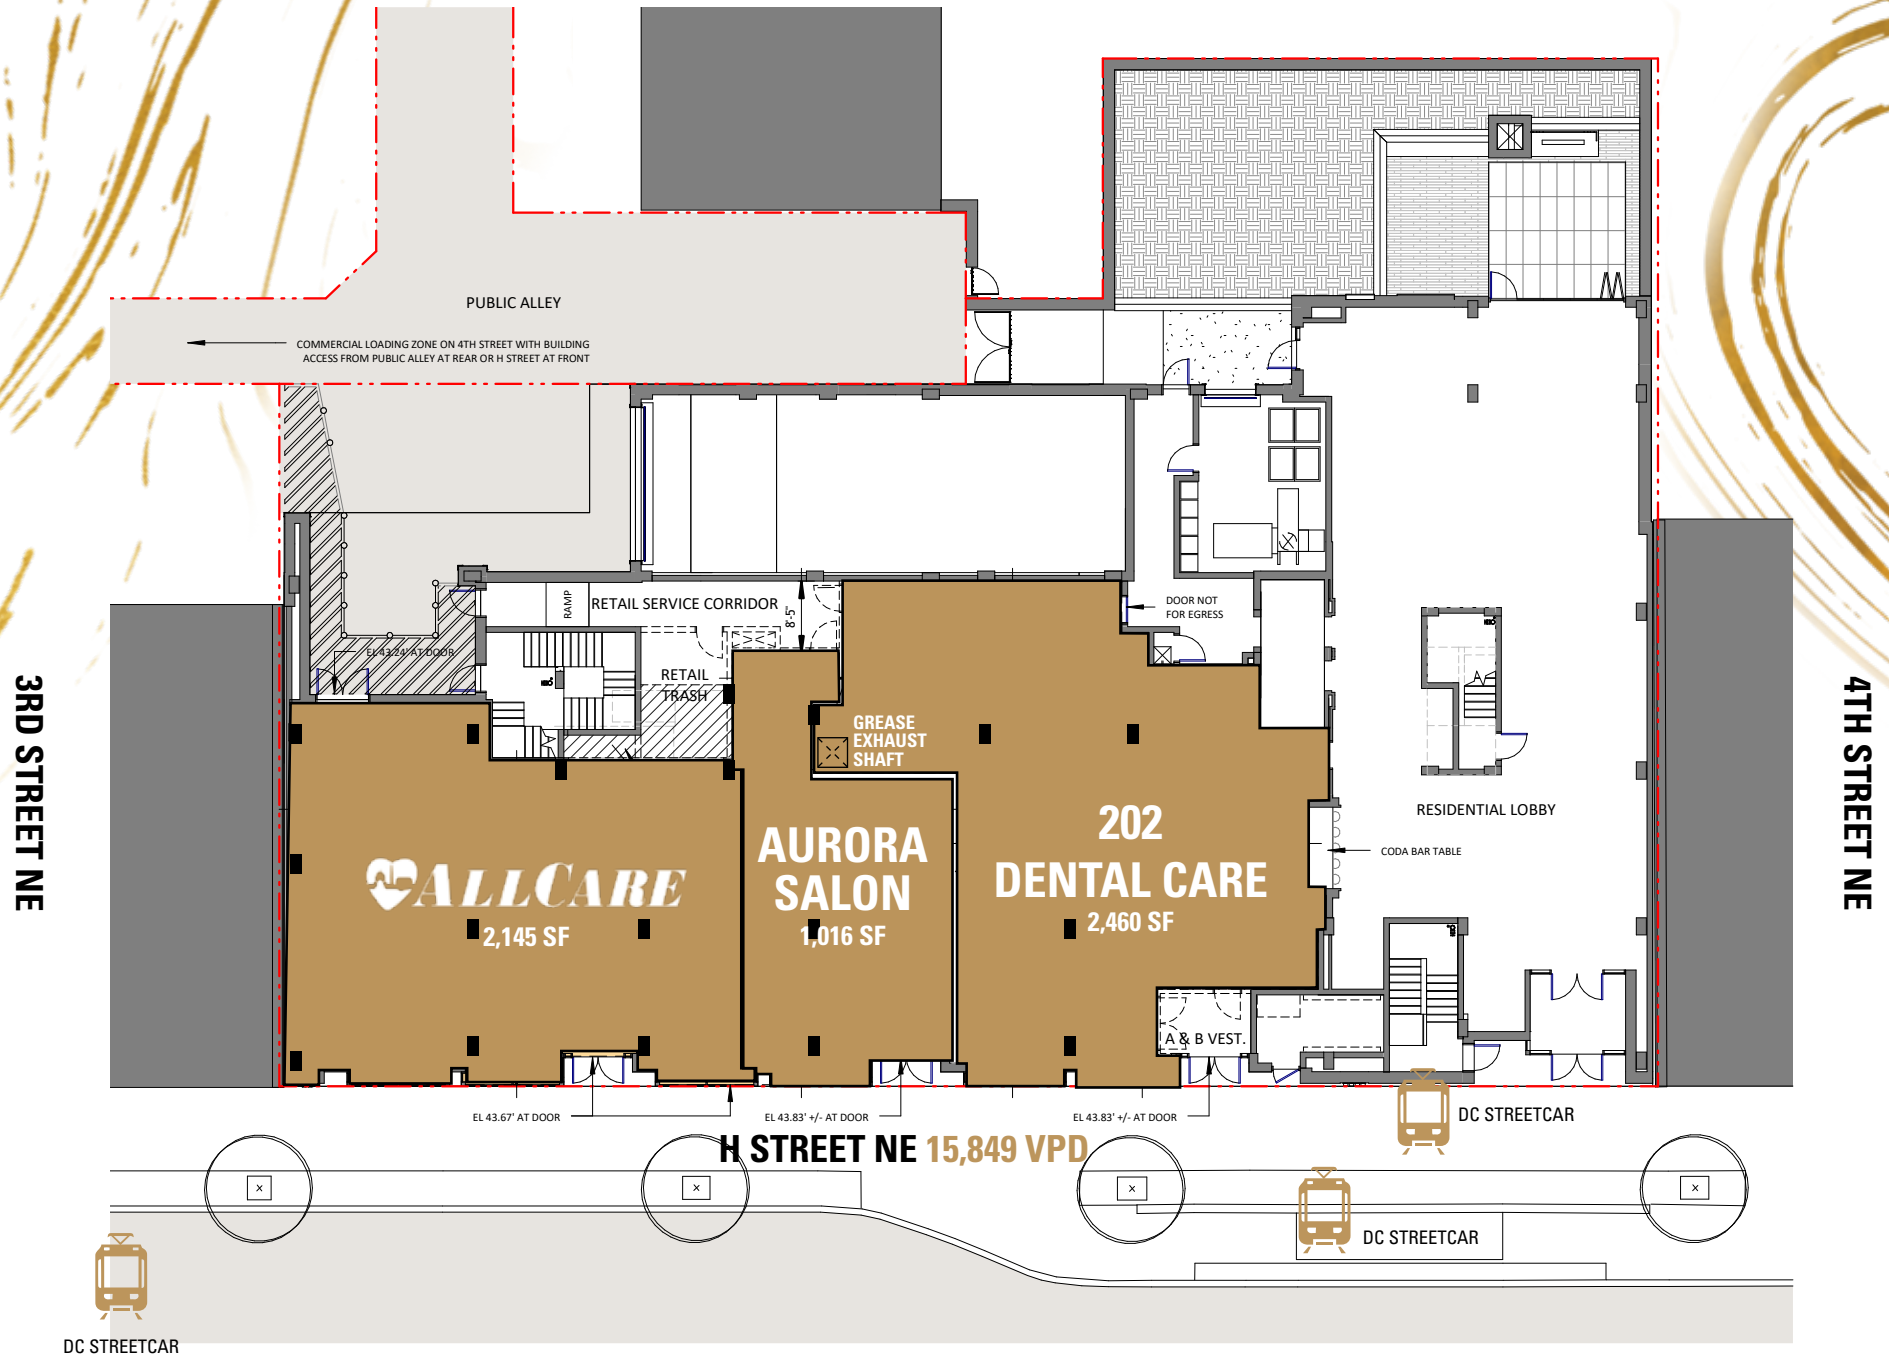 PUBLIC ALLEY
COMMERCIAL LOADING ZONE ON 4TH STREET WITH BUILDING
ACCESS FROM PUBLIC ALLEY AT REAR OR H STREET AT FRONT
RAMP
RETAIL SERVICE CORRIDOR
8'-5"
DOOR NOT
FOR EGRESS
EL 43.24' AT DOOR
RETAIL
TRASH
GREASE
EXHAUST
SHAFT
3RD STREET NE
4TH STREET NE
ALLCARE
2,145 SF
AURORA
SALON
1,016 SF
202
DENTAL CARE
2,460 SF
RESIDENTIAL LOBBY
CODA BAR TABLE
A & B VEST.
EL 43.67' AT DOOR
EL 43.83' +/- AT DOOR
EL 43.83' +/- AT DOOR
DC STREETCAR
H STREET NE 15,849 VPD
DC STREETCAR
DC STREETCAR